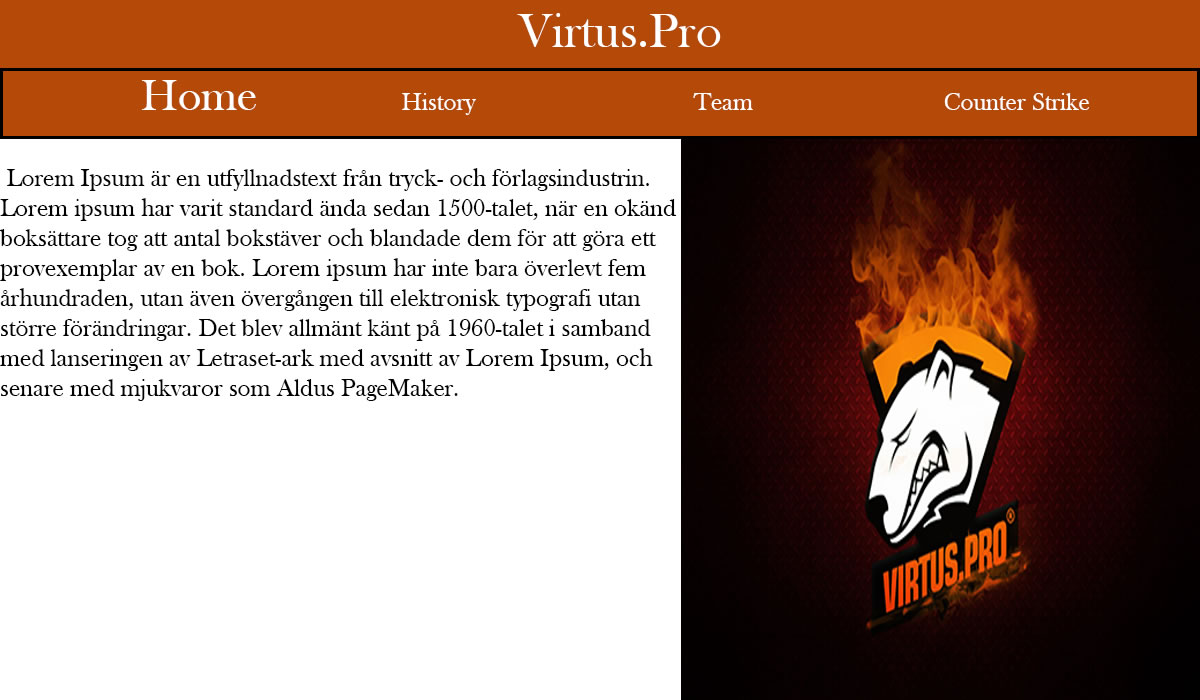 Virtus.Pro
Home History Team Counter Strike
Lorem Ipsum är en utfyllnadstext från tryck- och förlagsindustrin.
Lorem ipsum har varit standard ända sedan 1500-talet, när en okänd
boksättare tog att antal bokstäver och blandade dem för att göra ett
provexemplar av en bok. Lorem ipsum har inte bara överlevt fem
århundraden, utan även övergången till elektronisk typografi utan
större förändringar. Det blev allmänt känt på 1960-talet i samband
med lanseringen av Letraset-ark med avsnitt av Lorem Ipsum, och
senare med mjukvaror som Aldus PageMaker.
VIRTUS.PRO®